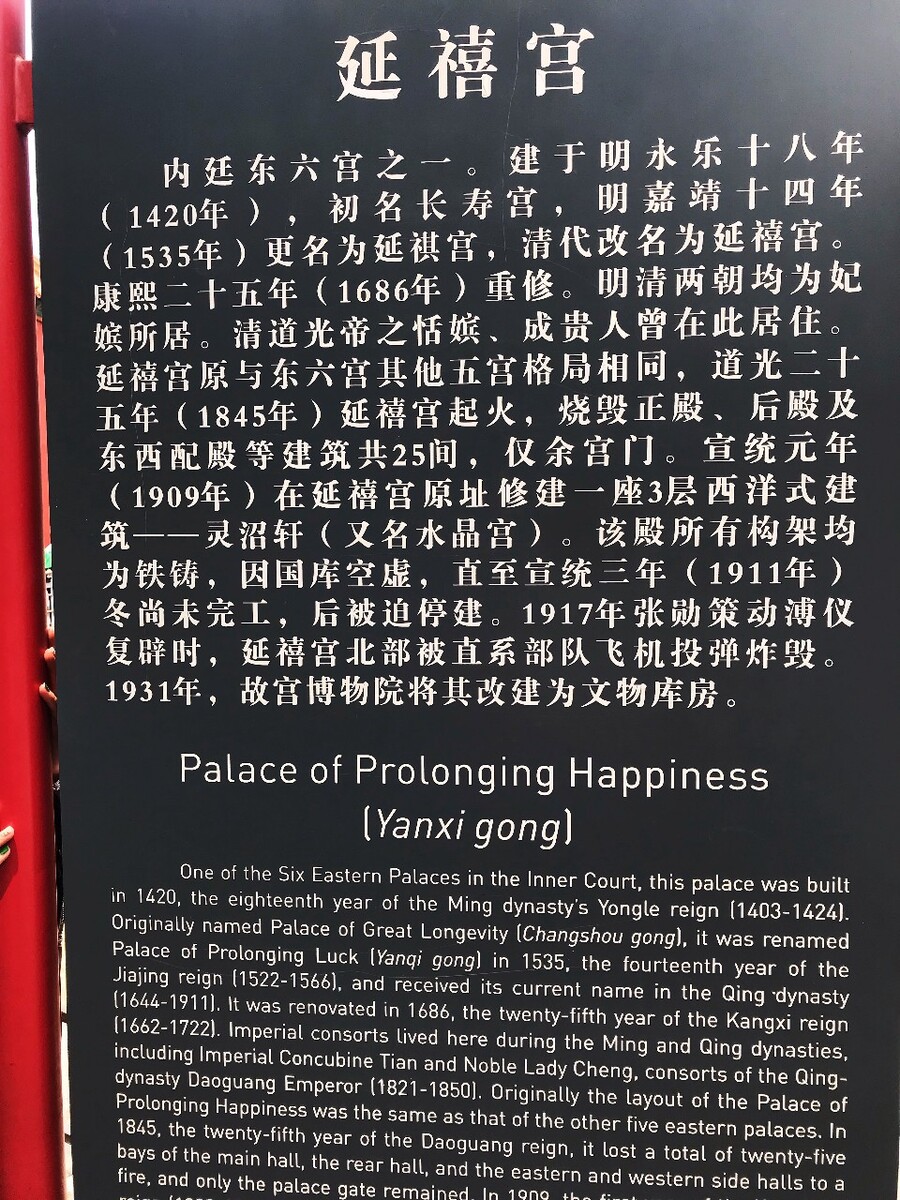 延禧宫
内廷东六宫之一。建于明永乐十八年
（1420年），初名长寿宫，明嘉靖十四年
（1535年）更名为延祺宫，清代改名为延禧宫。
康熙二十五年（1686年）重修。明清两朝均为妃
嫔所居。清道光帝之恬嫔、成贵人曾在此居住。
延禧宫原与东六宫其他五宫格局相同，道光二十
五年（1845年）延禧宫起火，烧毁正殿、后殿及
东西配殿等建筑共25间，仅余宫门。宣统元年
（1909年）在延禧宫原址修建一座3层西洋式建
筑——灵沼轩（又名水晶宫）。该殿所有构架均
为铁铸，因国库空虚，直至宣统三年（1911年）
冬尚未完工，后被迫停建。1917年张勋策动溥仪
复辟时，延禧宫北部被直系部队飞机投弹炸毁。
1931年，故宫博物院将其改建为文物库房。
Palace of Prolonging Happiness
(Yanxi gong)
One of the Six Eastern Palaces in the Inner Court, this palace was built
in 1420, the eighteenth year of the Ming dynasty's Yongle reign (1403-1424).
Originally named Palace of Great Longevity (Changshou gong), it was renamed
Palace of Prolonging Luck (Yanqi gong) in 1535, the fourteenth year of the
Jiajing reign (1522-1566), and received its current name in the Qing dynasty
(1644-1911). It was renovated in 1686, the twenty-fifth year of the Kangxi reign
(1662-1722). Imperial consorts lived here during the Ming and Qing dynasties,
including Imperial Concubine Tian and Noble Lady Cheng, consorts of the Qing-
dynasty Daoguang Emperor (1821-1850). Originally the layout of the Palace of
Prolonging Happiness was the same as that of the other five eastern palaces. In
1845, the twenty-fifth year of the Daoguang reign, it lost a total of twenty-five
bays of the main hall, the rear hall, and the eastern and western side halls to a
fire, and only the palace gate remained. In 1909, the first